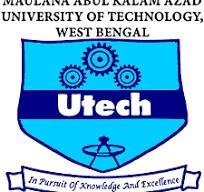 MAULANA ABUL KALAM AZAD
UNIVERSITY OF TECHNOLOGY,
WEST BENGAL
Utech
In Pursuit Of Knowledge And Excellence